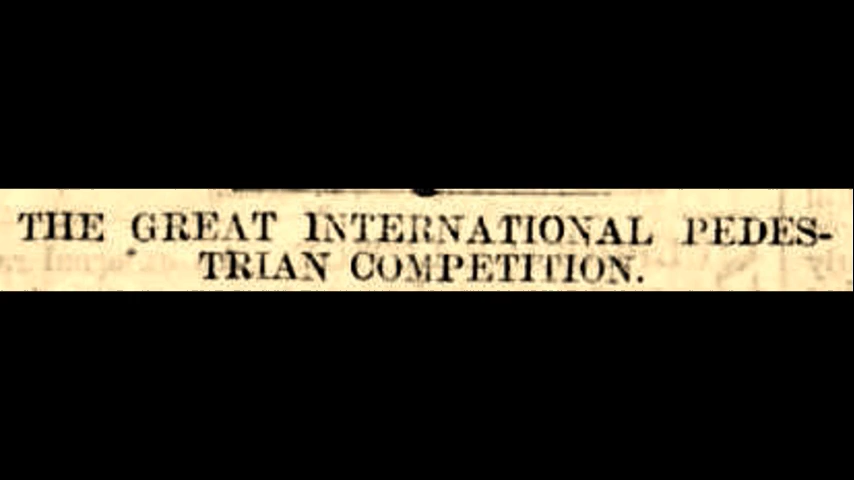 THE GREAT INTERNATIONAL PEDES-
TRIAN COMPETITION.